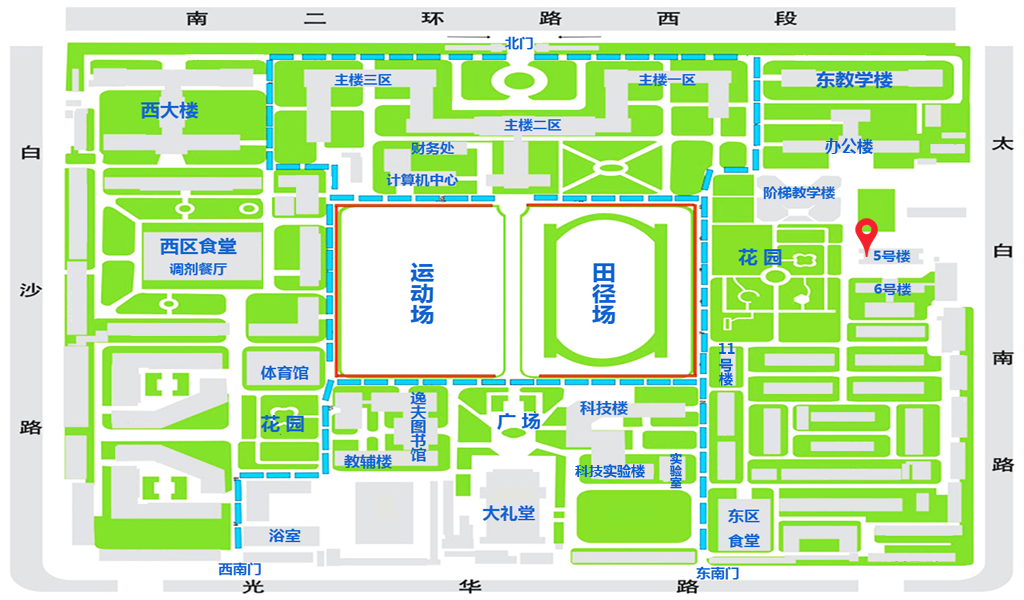 南二环路西段
北门
主楼三区
主楼一区
东教学楼
西大楼
主楼二区
办公楼
财务处
计算机中心
阶梯教学楼
白沙路
太白南路
西区食堂
调剂餐厅
运动场
田径场
花园
5号楼
6号楼
11号楼
体育馆
花园
逸夫图书馆
教辅楼
广场
科技楼
科技实验楼
实验室
大礼堂
东区食堂
浴室
西南门
东南门
光华路